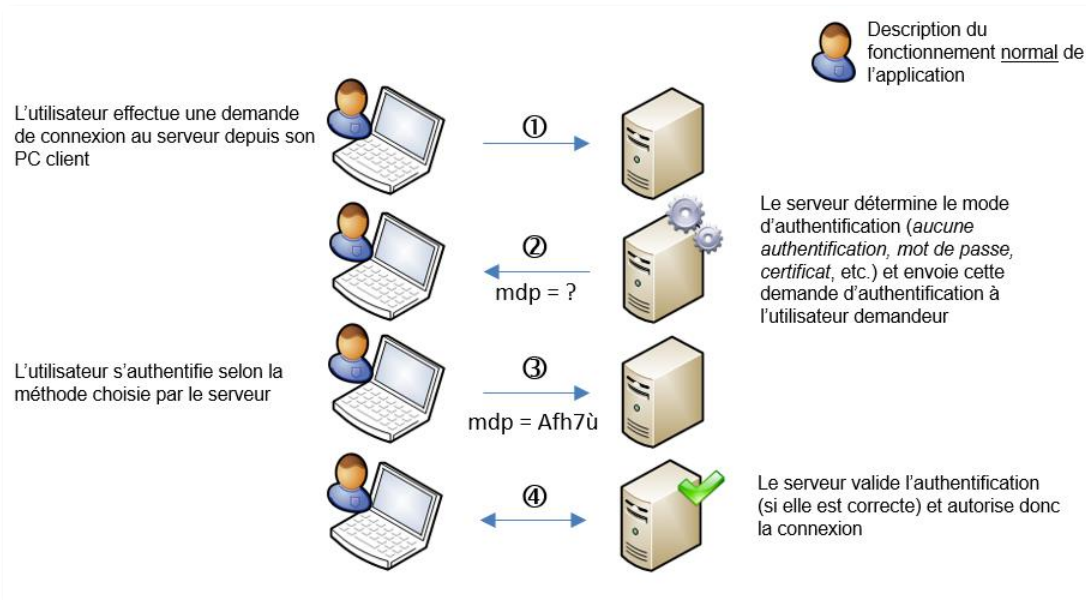 Description du
fonctionnement normal de
l'application
L'utilisateur effectue une demande
de connexion au serveur depuis son
PC client
①
Le serveur détermine le mode
d'authentification (aucune
authentification, mot de passe,
certificat, etc.) et envoie cette
demande d'authentification à
l'utilisateur demandeur
②
mdp = ?
L'utilisateur s'authentifie selon la
méthode choisie par le serveur
③
mdp = Afh7ù
④
Le serveur valide l'authentification
(si elle est correcte) et autorise donc
la connexion